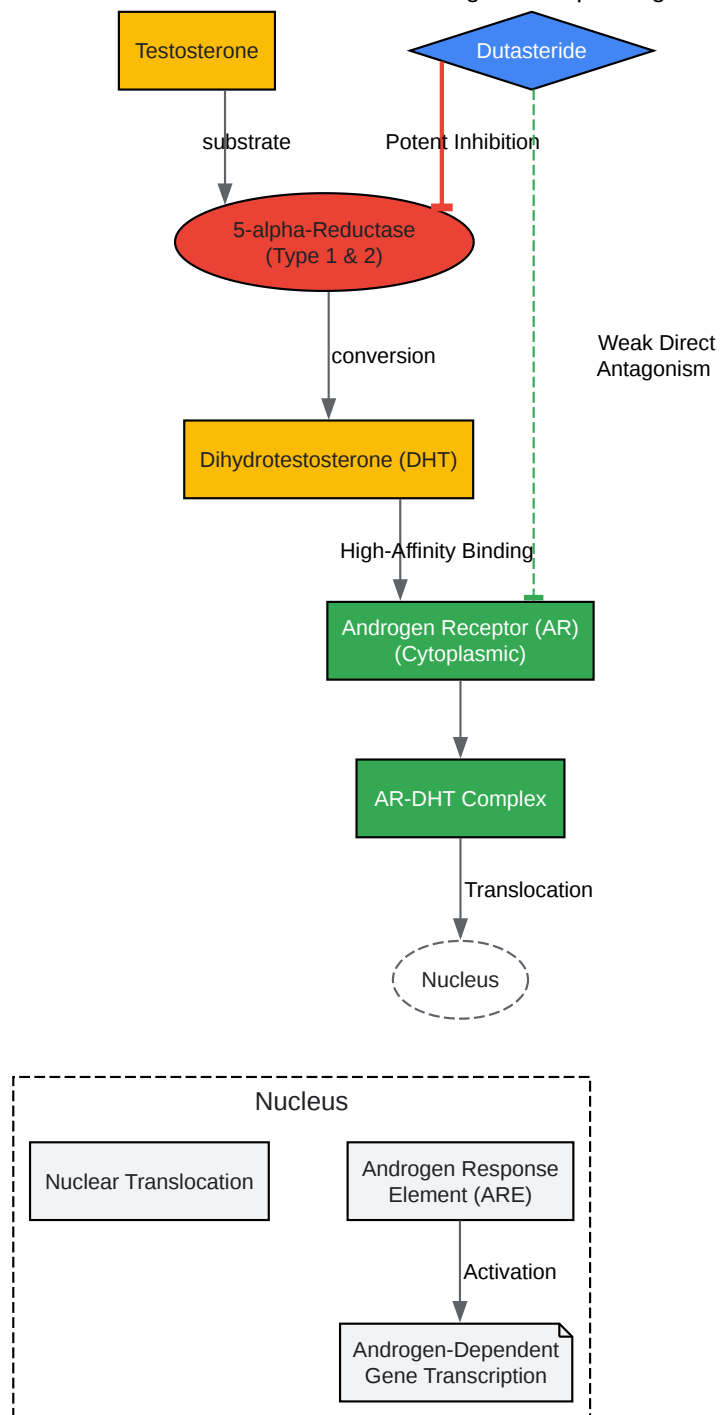 Testosterone
Dutasteride
substrate
Potent Inhibition
5-alpha-Reductase
(Type 1 & 2)
Weak Direct
Antagonism
conversion
Dihydrotestosterone (DHT)
High-Affinity Binding
Androgen Receptor (AR)
(Cytoplasmic)
AR-DHT Complex
Translocation
Nucleus
Nucleus
Nuclear Translocation
Androgen Response
Element (ARE)
Activation
Androgen-Dependent
Gene Transcription